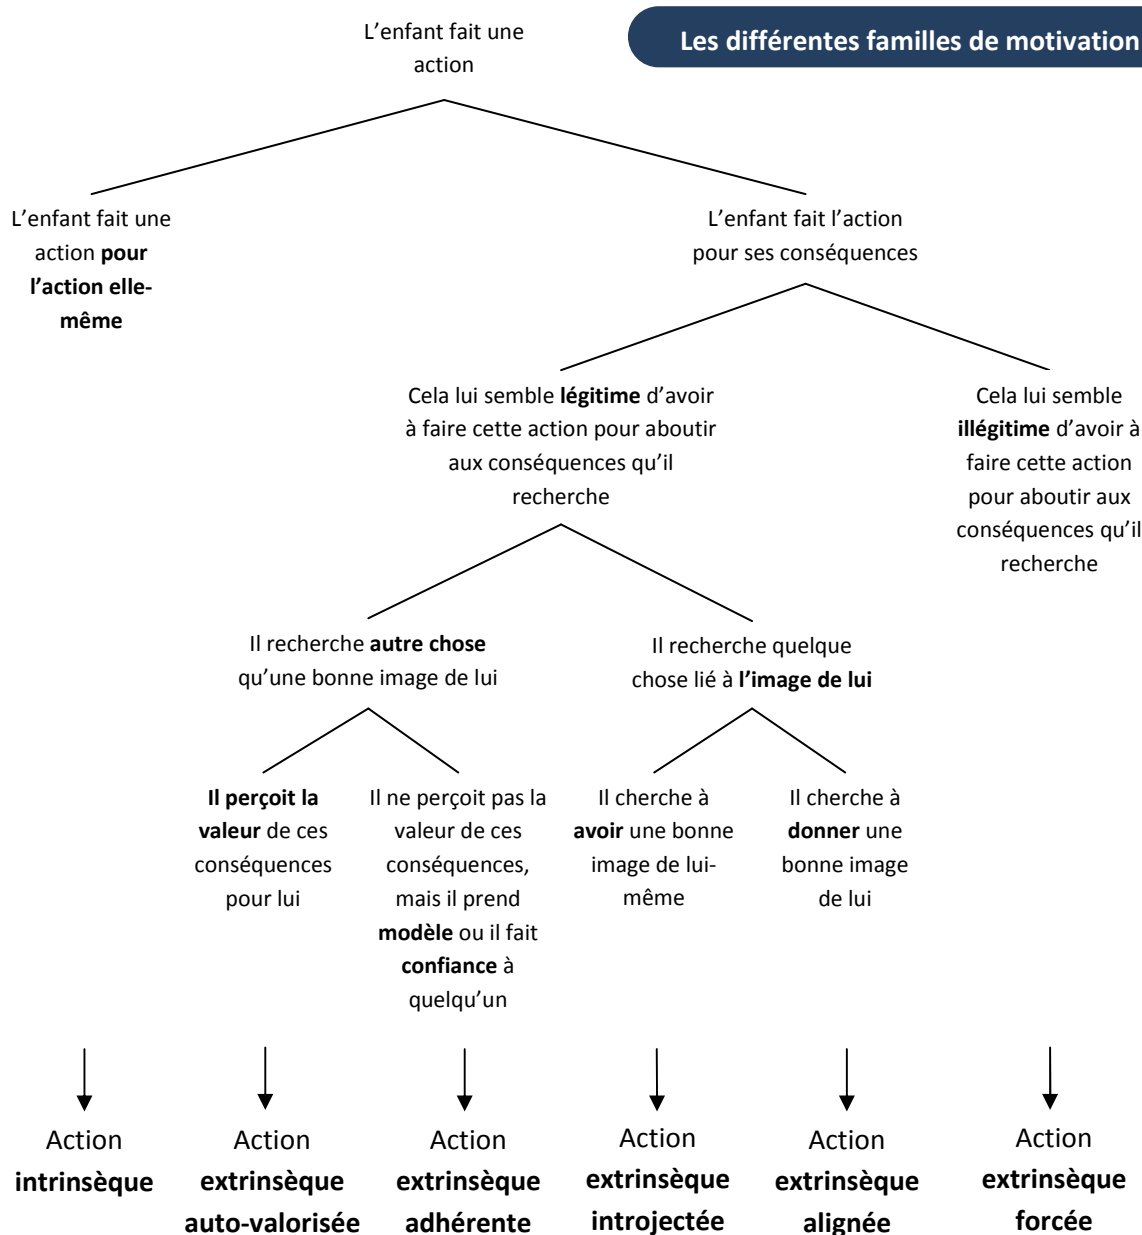 L’enfant fait une
action
Les différentes familles de motivation
L’enfant fait une
action pour
l’action elle-
même
L’enfant fait l’action
pour ses conséquences
Cela lui semble légitime d’avoir
à faire cette action pour aboutir
aux conséquences qu’il
recherche
Cela lui semble
illégitime d’avoir à
faire cette action
pour aboutir aux
conséquences qu’il
recherche
Il recherche autre chose
qu’une bonne image de lui
Il recherche quelque
chose lié à l’image de lui
Il perçoit la
valeur de ces
conséquences
pour lui
Il ne perçoit pas la
valeur de ces
conséquences,
mais il prend
modèle ou il fait
confiance à
quelqu’un
Il cherche à
avoir une bonne
image de lui-
même
Il cherche à
donner une
bonne image
de lui
Action
intrinsèque
Action
extrinsèque
auto-valorisée
Action
extrinsèque
adhérente
Action
extrinsèque
introjectée
Action
extrinsèque
alignée
Action
extrinsèque
forcée